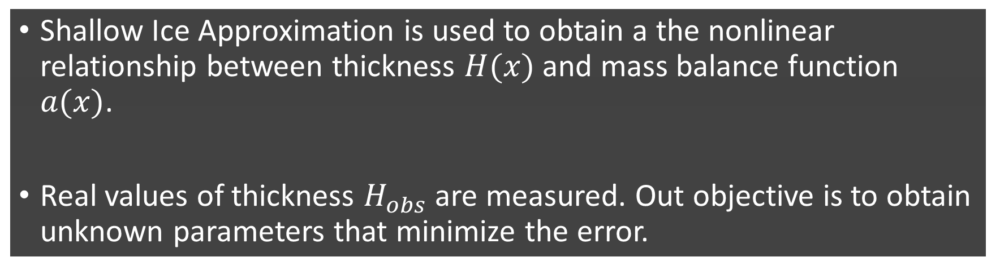 • Shallow Ice Approximation is used to obtain a the nonlinear
relationship between thickness H(x) and mass balance function
a(x).
• Real values of thickness H_{obs} are measured. Out objective is to obtain
unknown parameters that minimize the error.